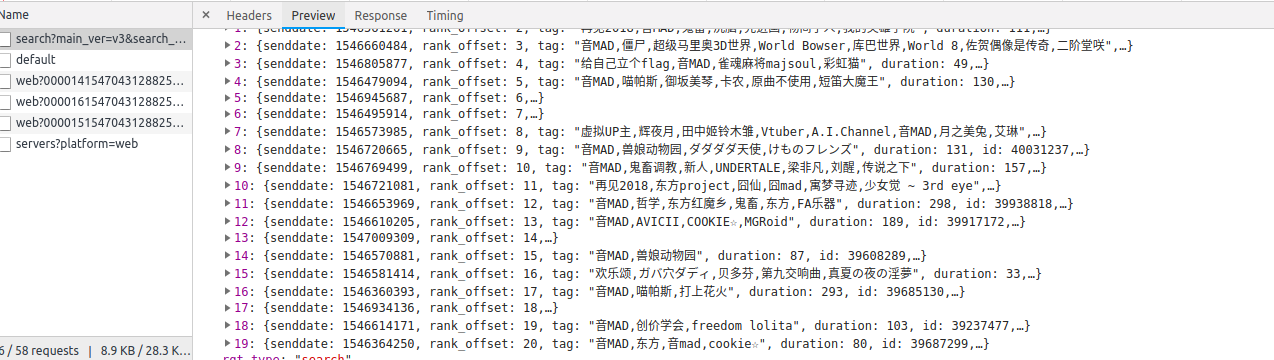 Name
× Headers Preview Response Timing
search?main_ver=v3&search_...
default
web?0000141547043128825...
web?0000161547043128825...
web?0000151547043128825...
servers?platform=web
6 / 58 requests | 8.9 KB / 28.3 K...
2: {senddate: 1546660484, rank_offset: 3, tag: "音MAD,僵尸,超级马里奥3D世界,World Bowser,库巴世界,World 8,佐贺偶像是传奇,二阶堂咲",…}
3: {senddate: 1546805877, rank_offset: 4, tag: "给自己立个flag,音MAD,雀魂麻将majsoul,彩虹猫", duration: 49,…}
4: {senddate: 1546479094, rank_offset: 5, tag: "音MAD,喵帕斯,御坂美琴,卡农,原曲不使用,短笛大魔王", duration: 130,…}
5: {senddate: 1546945687, rank_offset: 6,…}
6: {senddate: 1546495914, rank_offset: 7,…}
7: {senddate: 1546573985, rank_offset: 8, tag: "虚拟UP主,辉夜月,田中姬铃木雏,Vtuber,A.I.Channel,音MAD,月之美兔,艾琳",…}
8: {senddate: 1546720665, rank_offset: 9, tag: "音MAD,兽娘动物园,ダダダダ天使,けものフレンズ", duration: 131, id: 40031237,…}
9: {senddate: 1546769499, rank_offset: 10, tag: "音MAD,鬼畜调教,新人,UNDERTALE,梁非凡,刘醒,传说之下", duration: 157,…}
10: {senddate: 1546721081, rank_offset: 11, tag: "再见2018,东方project,囧仙,囧mad,寓梦寻迹,少女觉 ~ 3rd eye",…}
11: {senddate: 1546653969, rank_offset: 12, tag: "音MAD,哲学,东方红魔乡,鬼畜,东方,FA乐器", duration: 298, id: 39938818,…}
12: {senddate: 1546610205, rank_offset: 13, tag: "音MAD,AVICII,COOKIE☆,MGRoid", duration: 189, id: 39917172,…}
13: {senddate: 1547009309, rank_offset: 14,…}
14: {senddate: 1546570881, rank_offset: 15, tag: "音MAD,兽娘动物园", duration: 87, id: 39608289,…}
15: {senddate: 1546581414, rank_offset: 16, tag: "欢乐颂,ガバ穴ダディ,贝多芬,第九交响曲,真夏の夜の淫夢", duration: 33,…}
16: {senddate: 1546360393, rank_offset: 17, tag: "音MAD,喵帕斯,打上花火", duration: 293, id: 39685130,…}
17: {senddate: 1546934136, rank_offset: 18,…}
18: {senddate: 1546614171, rank_offset: 19, tag: "音MAD,创价学会,freedom lolita", duration: 103, id: 39237477,…}
19: {senddate: 1546364250, rank_offset: 20, tag: "音MAD,东方,音mad,cookie☆", duration: 80, id: 39687299,…}
rqt_type: "search"